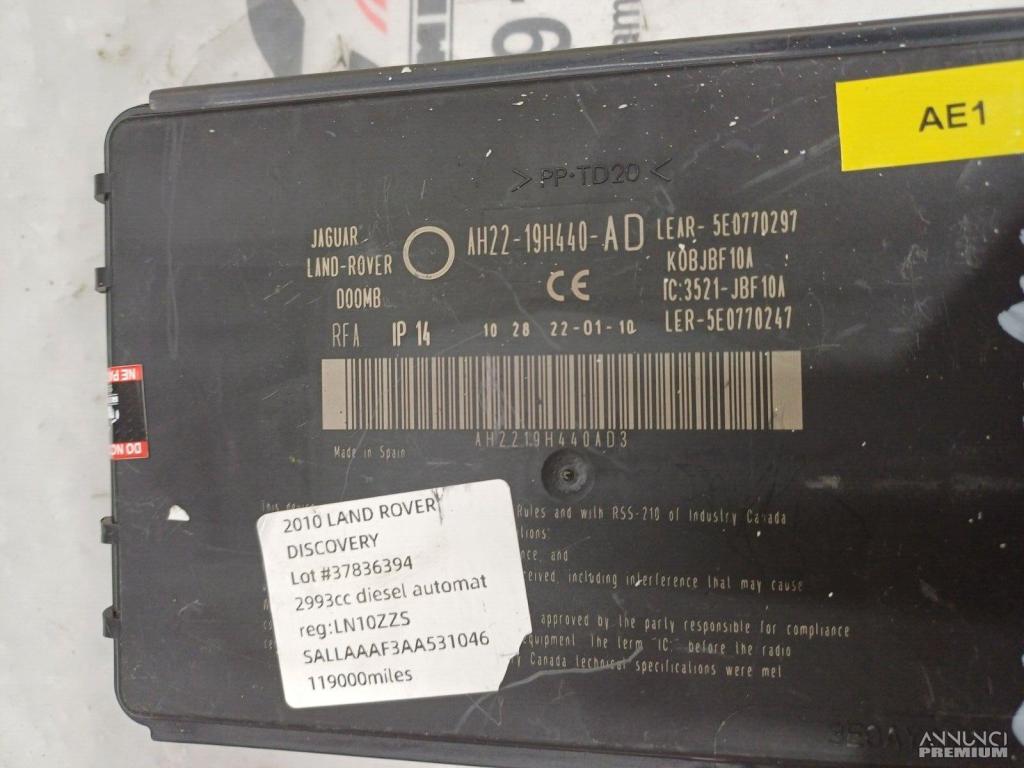 AE1
>PP-TD20<
JAGUAR
LAND-ROVER
DOOMB
RFA IP 14
AH22-19H440-AD
CE
10 28 22-01-10
LEAR- 5E0770297
KOBJBF10A
IC:3521-JBF10A
LER-5E0770247
AH2219H440AD3
Made in Spain
NE
DO NO
Rules and with RSS-210 of Industry Canada
and
including interference that may cause
approved by the party responsible for compliance
The term "IC:" before the radio
Canada technical specifications were met
2010 LAND ROVER
DISCOVERY
Lot #37836394
2993cc diesel automat
reg:LN10ZZS
SALLAAAF3AA531046
119000miles
ANNUNCI
PREMIUM